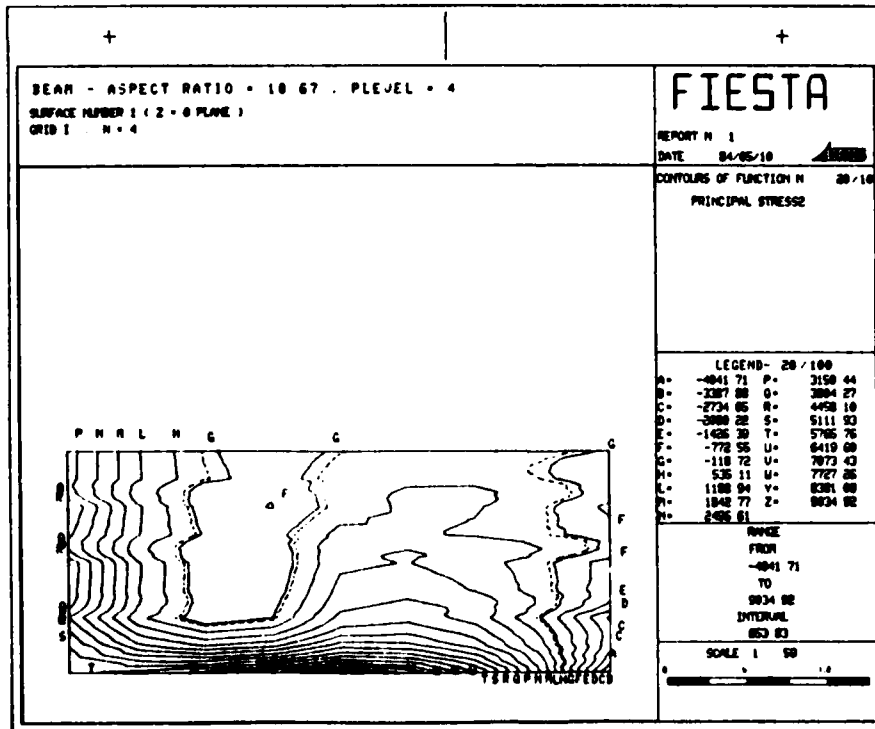 BEAM - ASPECT RATIO = 10 67 . PLEVEL = 4
SURFACE NUMBER 1 ( Z = 0 PLANE )
GRID I N = 4
FIESTA
REPORT N 1
DATE 84/05/10
CONTOURS OF FUNCTION N 20/10
PRINCIPAL STRESS2
LEGEND- 20/100
A= -4041 71 P= 3150 44
B= -3387 88 Q= 3804 27
C= -2734 05 R= 4458 10
D= -2080 22 S= 5111 93
E= -1426 39 T= 5765 76
F= -772 56 U= 6419 60
G= -118 72 V= 7073 43
H= 535 11 W= 7727 26
L= 1188 94 Y= 8381 09
M= 1842 77 Z= 9034 92
N= 2496 61
RANGE
FROM
-4041 71
TO
9034 92
INTERVAL
653 83
SCALE 1 50
P N M L H G G G
F
F
F
E
D
C
C
A
S
T
TSRQPNMLHGFEDCB